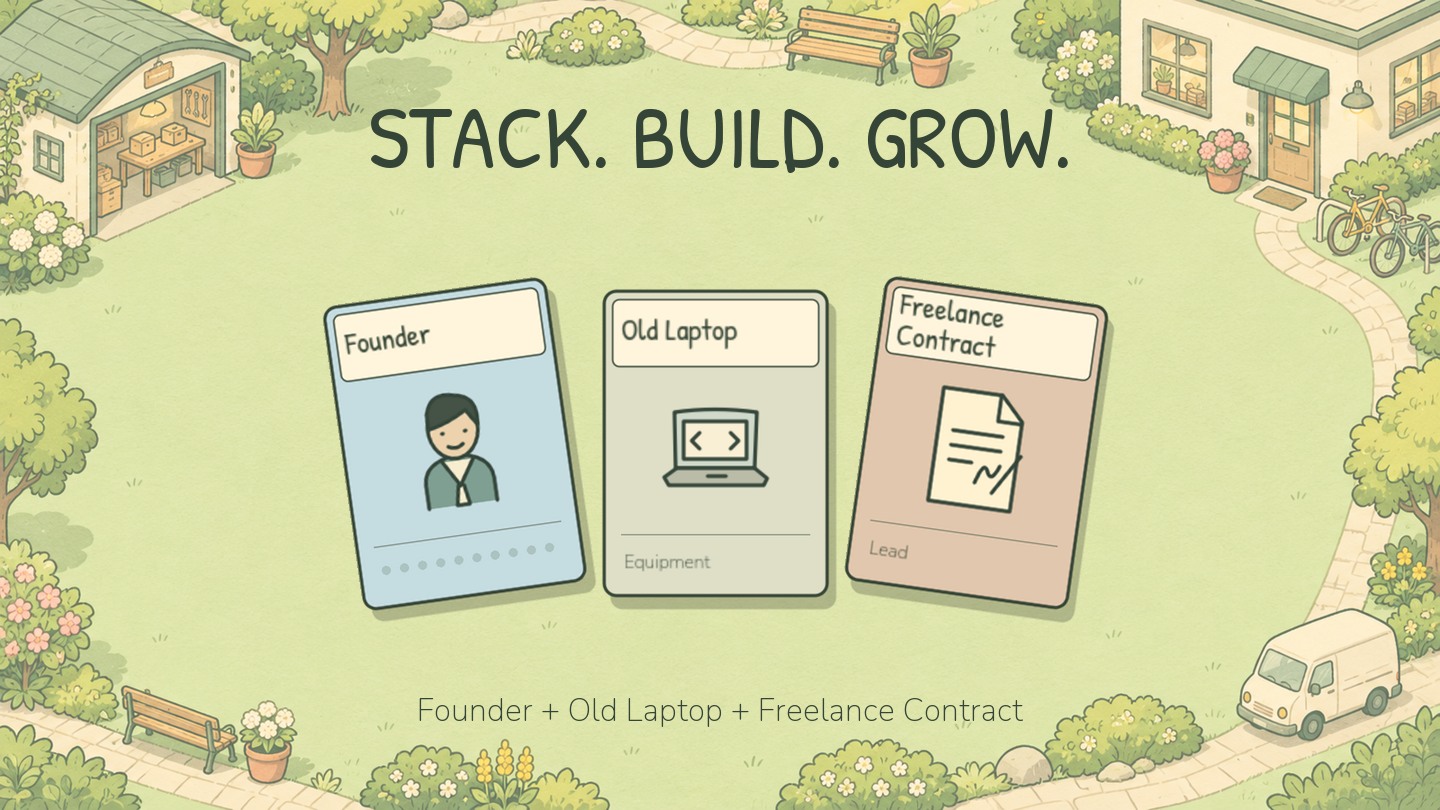 STACK. BUILD. GROW.
Founder
Old Laptop
Freelance
Contract
Equipment
Lead
Founder + Old Laptop + Freelance Contract